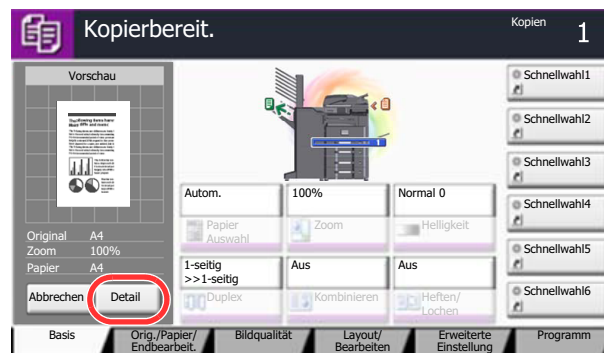 Kopierbereit.
Kopien
1
Vorschau
Original A4
Zoom 100%
Papier A4
Abbrechen
Detail
1
Autom.
100%
Normal 0
Papier
Auswahl
Zoom
Helligkeit
1-seitig
>>1-seitig
Aus
Aus
Duplex
Kombinieren
Heften/
Lochen
Schnellwahl1
Schnellwahl2
Schnellwahl3
Schnellwahl4
Schnellwahl5
Schnellwahl6
Basis
Orig./Papier/
Endbearbeit.
Bildqualität
Layout/
Bearbeiten
Erweiterte
Einstellung
Programm